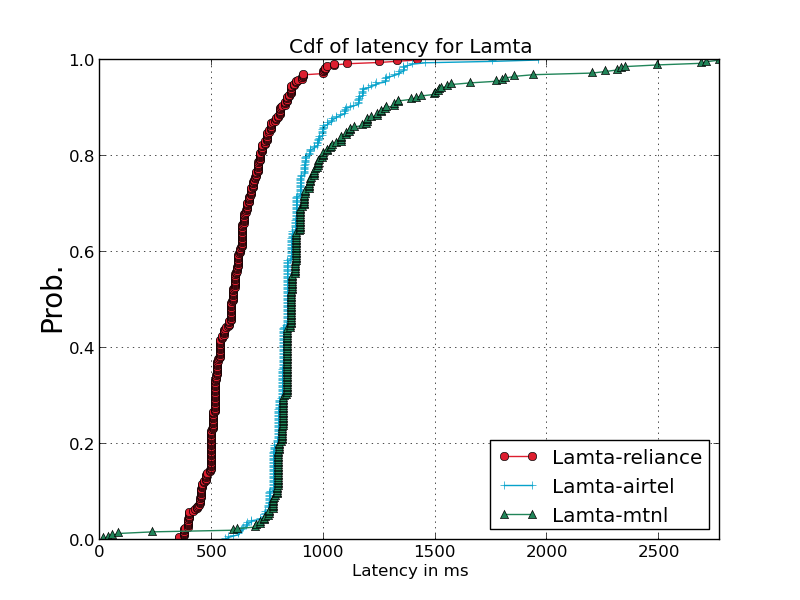 Cdf of latency for Lamta
Prob.
1.0
0.8
0.6
0.4
0.2
0.0
Lamta-reliance
Lamta-airtel
Lamta-mtnl
0 500 1000 1500 2000 2500
Latency in ms